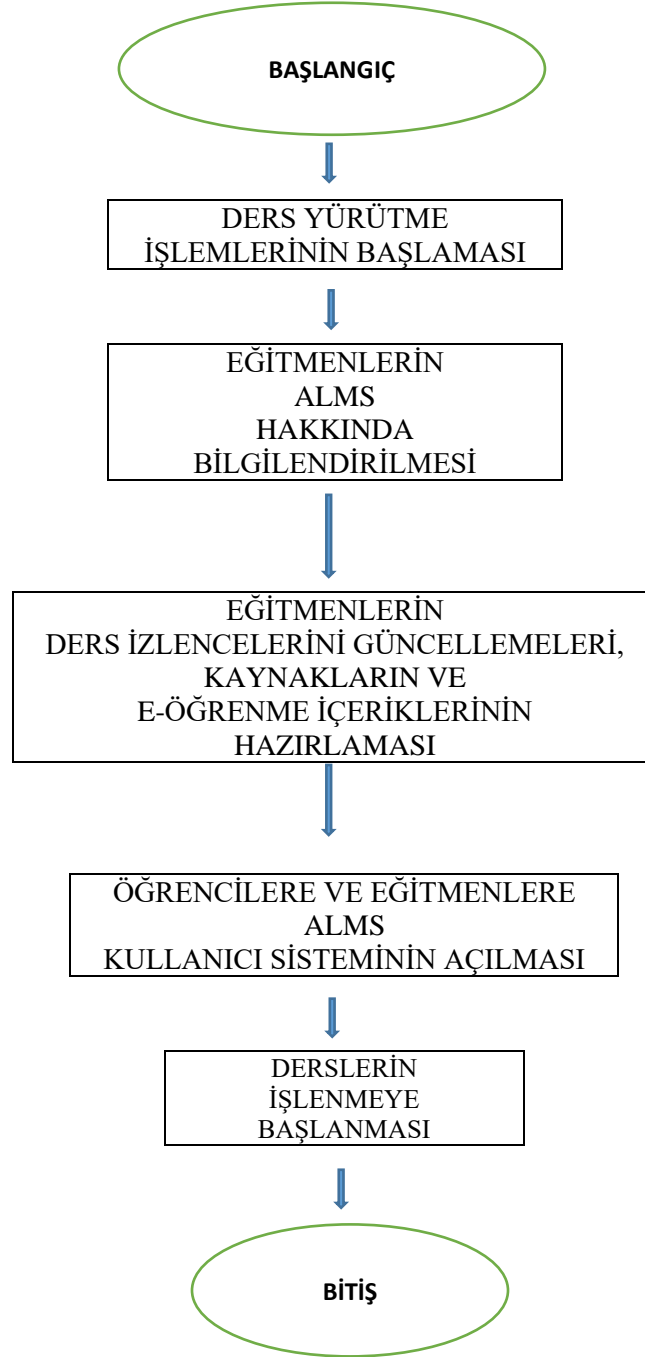 BAŞLANGIÇ
DERS YÜRÜTME
İŞLEMLERİNİN BAŞLAMASI
EĞİTMENLERİN
ALMS
HAKKINDA
BİLGİLENDİRİLMESİ
EĞİTMENLERİN
DERS İZLENCELERİNİ GÜNCELLEMELERİ,
KAYNAKLARIN VE
E-ÖĞRENME İÇERİKLERİNİN
HAZIRLAMASI
ÖĞRENCİLERE VE EĞİTMENLERE
ALMS
KULLANICI SİSTEMİNİN AÇILMASI
DERSLERİN
İŞLENMEYE
BAŞLANMASI
BİTİŞ